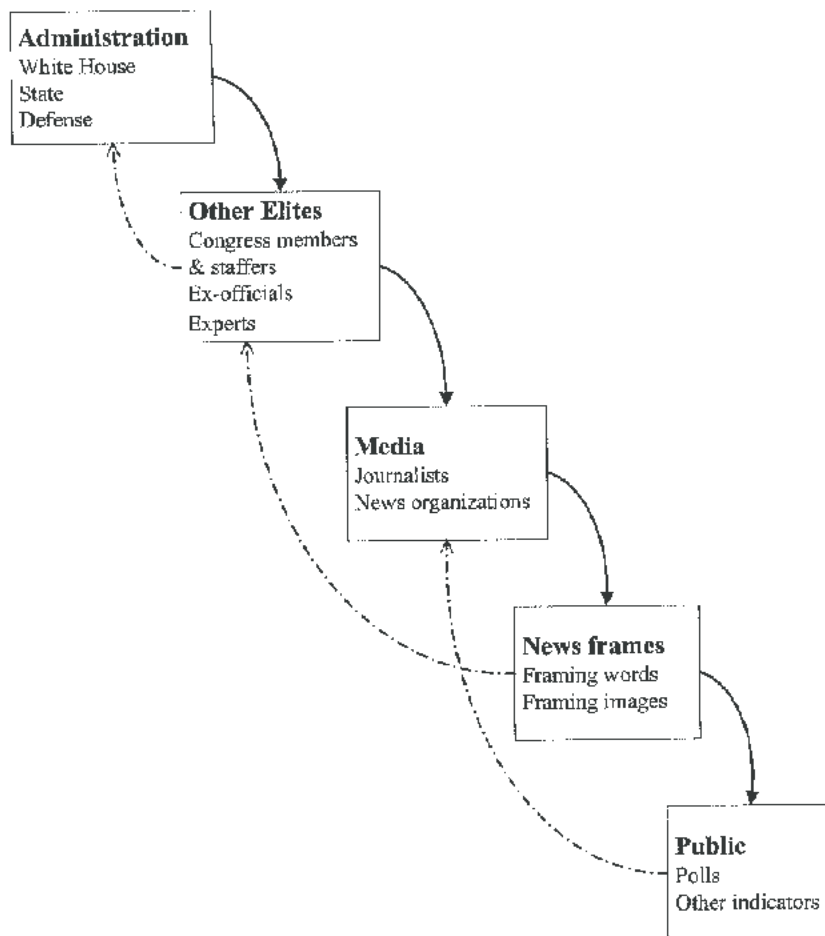 Administration
White House
State
Defense
Other Elites
Congress members
& staffers
Ex-officials
Experts
Media
Journalists
News organizations
News frames
Framing words
Framing images
Public
Polls
Other indicators